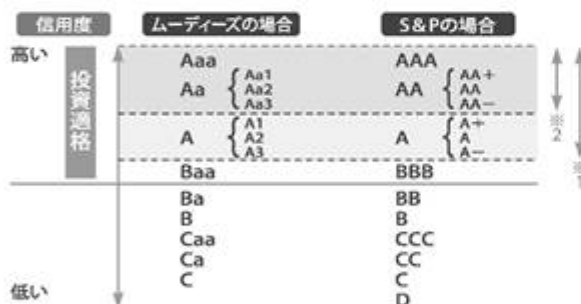 信用度 ムーディーズの場合 S&Pの場合
高い
投資適格
Aaa AAA
Aa Aa1 Aa2 Aa3 AA AA+ AA AA−
A A1 A2 A3 A A+ A A−
Baa BBB
※2
※1
Ba BB
B B
Caa CCC
Ca CC
C C
低い D